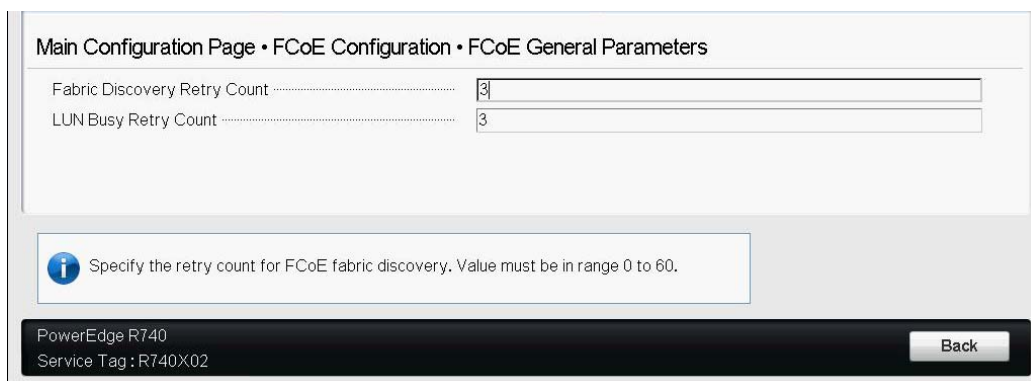 Main Configuration Page • FCoE Configuration • FCoE General Parameters
Fabric Discovery Retry Count 3
LUN Busy Retry Count 3
Specify the retry count for FCoE fabric discovery. Value must be in range 0 to 60.
PowerEdge R740
Service Tag : R740X02
Back